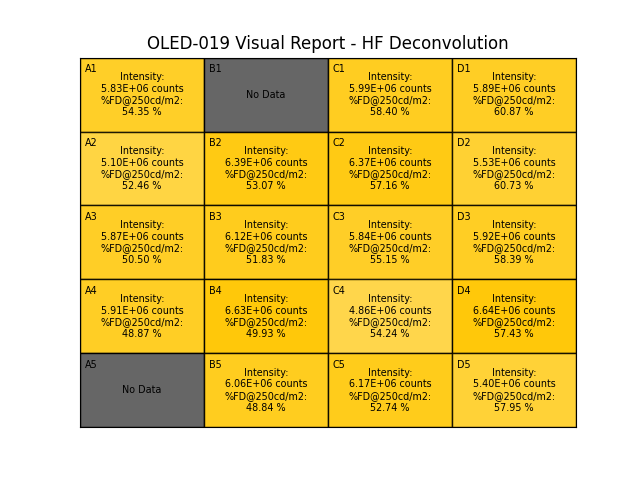 OLED-019 Visual Report - HF Deconvolution
A1
Intensity:
5.83E+06 counts
%FD@250cd/m2:
54.35 %
B1
No Data
C1
Intensity:
5.99E+06 counts
%FD@250cd/m2:
58.40 %
D1
Intensity:
5.89E+06 counts
%FD@250cd/m2:
60.87 %
A2
Intensity:
5.10E+06 counts
%FD@250cd/m2:
52.46 %
B2
Intensity:
6.39E+06 counts
%FD@250cd/m2:
53.07 %
C2
Intensity:
6.37E+06 counts
%FD@250cd/m2:
57.16 %
D2
Intensity:
5.53E+06 counts
%FD@250cd/m2:
60.73 %
A3
Intensity:
5.87E+06 counts
%FD@250cd/m2:
50.50 %
B3
Intensity:
6.12E+06 counts
%FD@250cd/m2:
51.83 %
C3
Intensity:
5.84E+06 counts
%FD@250cd/m2:
55.15 %
D3
Intensity:
5.92E+06 counts
%FD@250cd/m2:
58.39 %
A4
Intensity:
5.91E+06 counts
%FD@250cd/m2:
48.87 %
B4
Intensity:
6.63E+06 counts
%FD@250cd/m2:
49.93 %
C4
Intensity:
4.86E+06 counts
%FD@250cd/m2:
54.24 %
D4
Intensity:
6.64E+06 counts
%FD@250cd/m2:
57.43 %
A5
No Data
B5
Intensity:
6.06E+06 counts
%FD@250cd/m2:
48.84 %
C5
Intensity:
6.17E+06 counts
%FD@250cd/m2:
52.74 %
D5
Intensity:
5.40E+06 counts
%FD@250cd/m2:
57.95 %